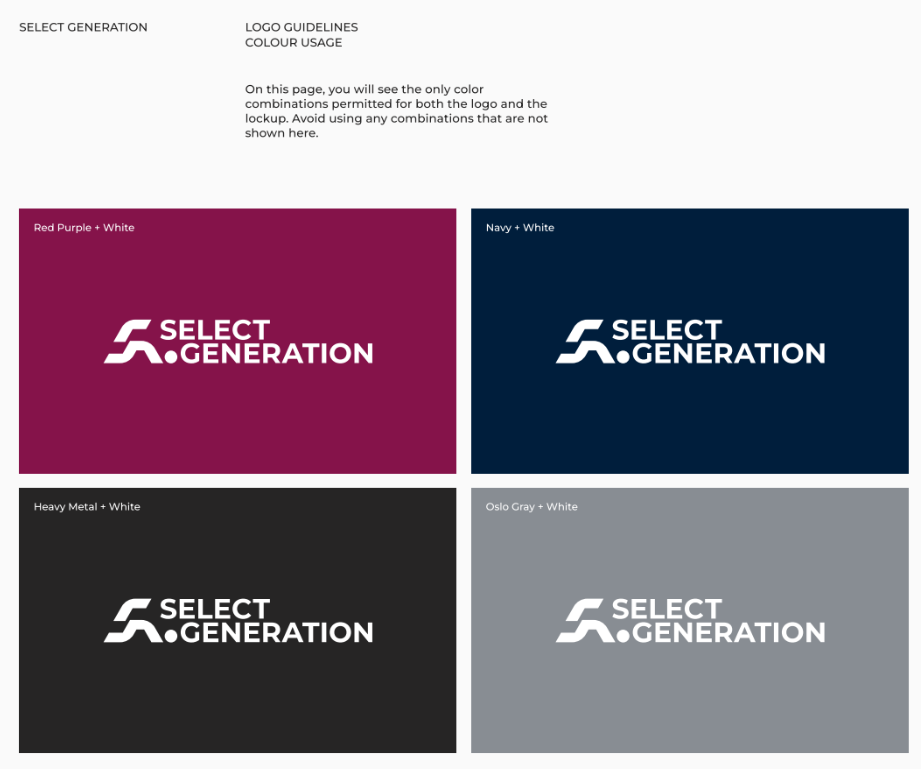 SELECT GENERATION
LOGO GUIDELINES
COLOUR USAGE
On this page, you will see the only color
combinations permitted for both the logo and the
lockup. Avoid using any combinations that are not
shown here.
Red Purple + White
SELECT
GENERATION
Navy + White
SELECT
GENERATION
Heavy Metal + White
SELECT
GENERATION
Oslo Gray + White
SELECT
GENERATION